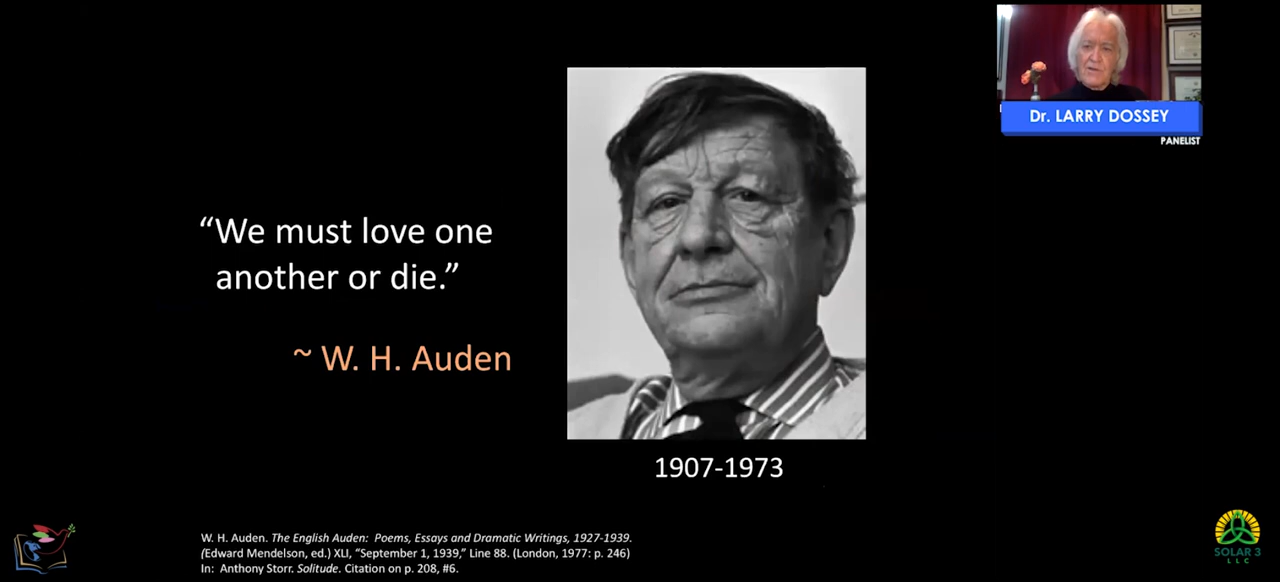 Dr. LARRY DOSSEY
PANELIST
“We must love one
another or die.”
~ W. H. Auden
1907-1973
W. H. Auden. The English Auden: Poems, Essays and Dramatic Writings, 1927-1939.
(Edward Mendelson, ed.) XLI, “September 1, 1939,” Line 88. (London, 1977: p. 246)
In: Anthony Storr. Solitude. Citation on p. 208, #6.
SOLAR 3
LLC